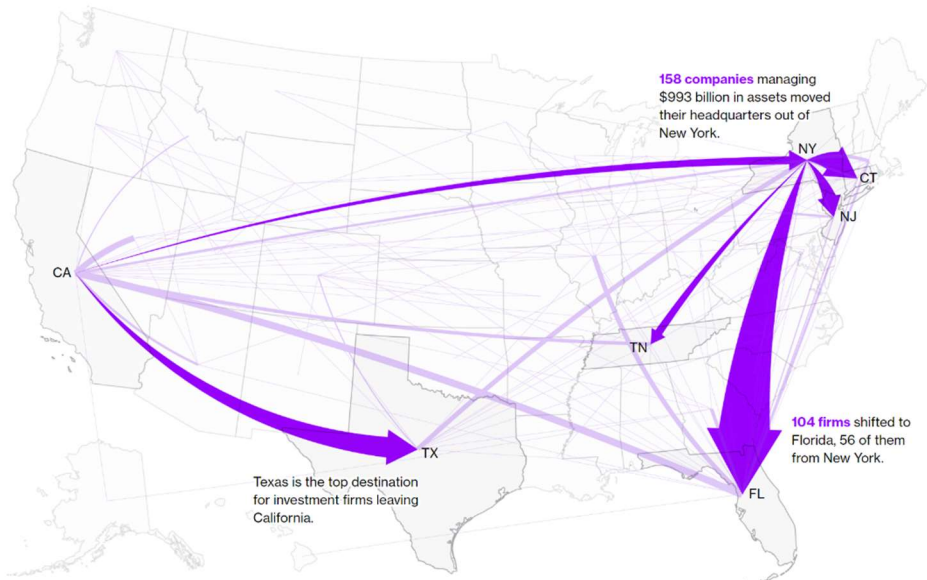 158 companies managing
$993 billion in assets moved
their headquarters out of
New York.
NY
CT
NJ
CA
TN
104 firms shifted to
Florida, 56 of them
from New York.
TX
Texas is the top destination
for investment firms leaving
California.
FL